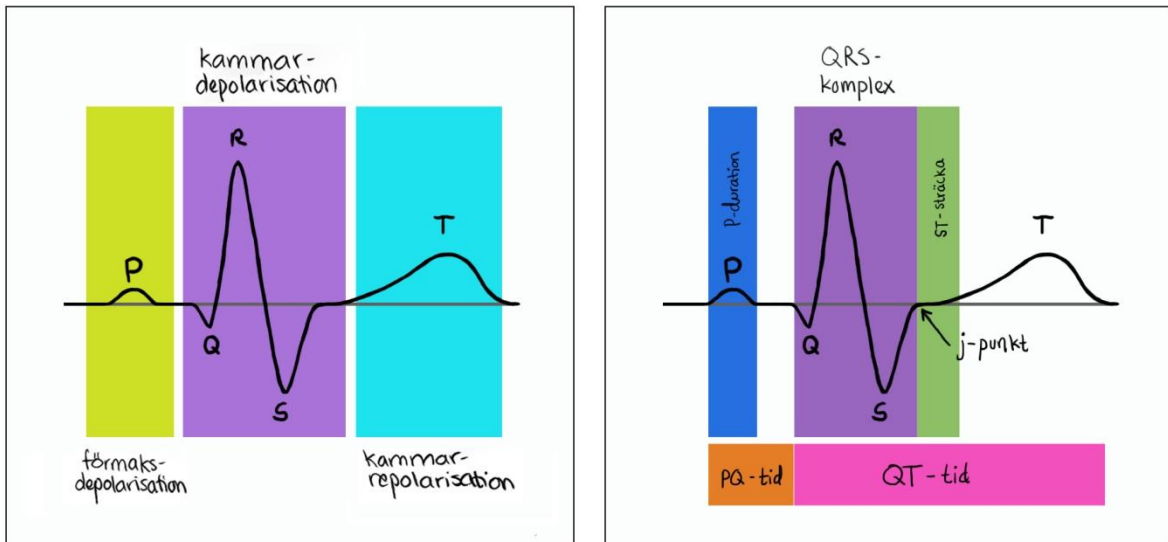 kammar-
depolarisation
R
P
T
Q
S
förmaks-
depolarisation
kammar-
repolarisation
QRS-
komplex
R
P-duration
ST-sträcka
T
P
Q
j-punkt
S
PQ-tid
QT-tid